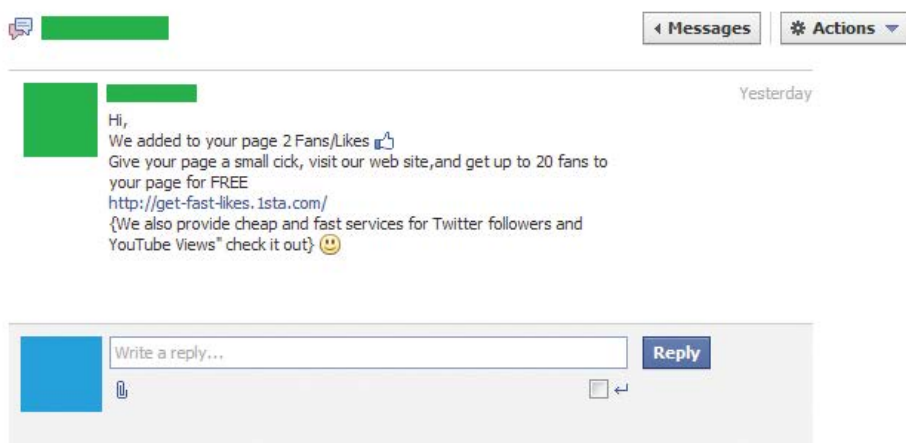 Messages
Actions
Yesterday
Hi,
We added to your page 2 Fans/Likes
Give your page a small cick, visit our web site,and get up to 20 fans to
your page for FREE
http://get-fast-likes.1sta.com/
{We also provide cheap and fast services for Twitter followers and
YouTube Views" check it out}
Write a reply...
Reply